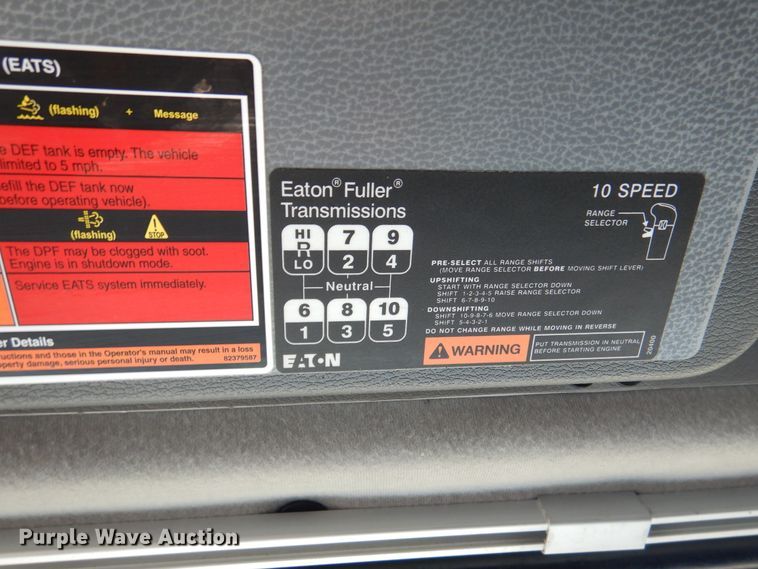 (EATS)
(flashing) + Message
DEF tank is empty. The vehicle
limited to 5 mph.
the DEF tank now
before operating vehicle).
(flashing) STOP
The DPF may be clogged with soot.
Engine is in shutdown mode.
Service EATS system immediately.
Details
and those in the Operator's manual may result in a loss
damage, serious personal injury or death. 82379587
Eaton® Fuller®
Transmissions
10 SPEED
RANGE
SELECTOR
HI 7 9
R
LO 2 4
Neutral
6 8 10
1 3 5
EATON
PRE-SELECT ALL RANGE SHIFTS
(MOVE RANGE SELECTOR BEFORE MOVING SHIFT LEVER)
UPSHIFTING
START WITH RANGE SELECTOR DOWN
SHIFT 1-2-3-4-5 RAISE RANGE SELECTOR
SHIFT 6-7-8-9-10
DOWNSHIFTING
SHIFT 10-9-8-7-6 MOVE RANGE SELECTOR DOWN
SHIFT 5-4-3-2-1
DO NOT CHANGE RANGE WHILE MOVING IN REVERSE
WARNING
PUT TRANSMISSION IN NEUTRAL
BEFORE STARTING ENGINE
20400
Purple Wave Auction